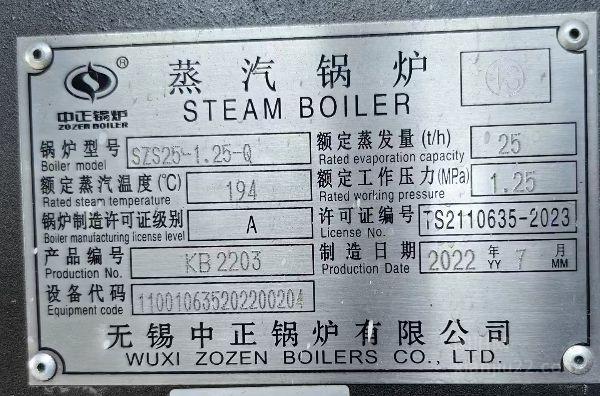 蒸汽锅炉
STEAM BOILER
®
中正锅炉
ZOZEN BOILER
锅炉型号 SZS25-1.25-Q 额定蒸发量(t/h) 25
Boiler model Rated evaporation capacity
额定蒸汽温度(℃) 194 额定工作压力(MPa) 1.25
Rated steam temperature Rated working pressure
锅炉制造许可证级别 A 许可证编号 TS2110635-2023
Boiler manufacturing license level License No.
产品编号 KB2203 制造日期 2022 年 7 月
Production No. Production Date YY MM
设备代码 110010635202200204
Equipment code
无锡中正锅炉有限公司
WUXI ZOZEN BOILERS CO., LTD.